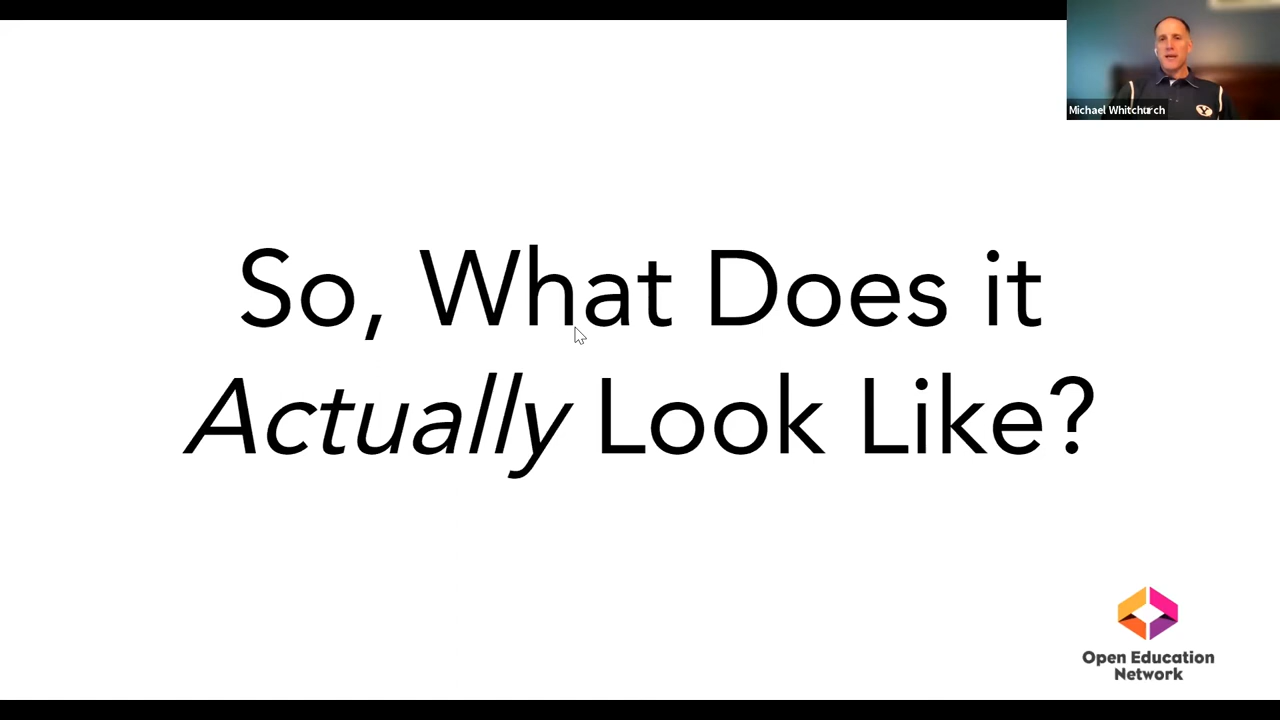 Michael Whitchurch
Y
So, What Does it
Actually Look Like?
Open Education
Network